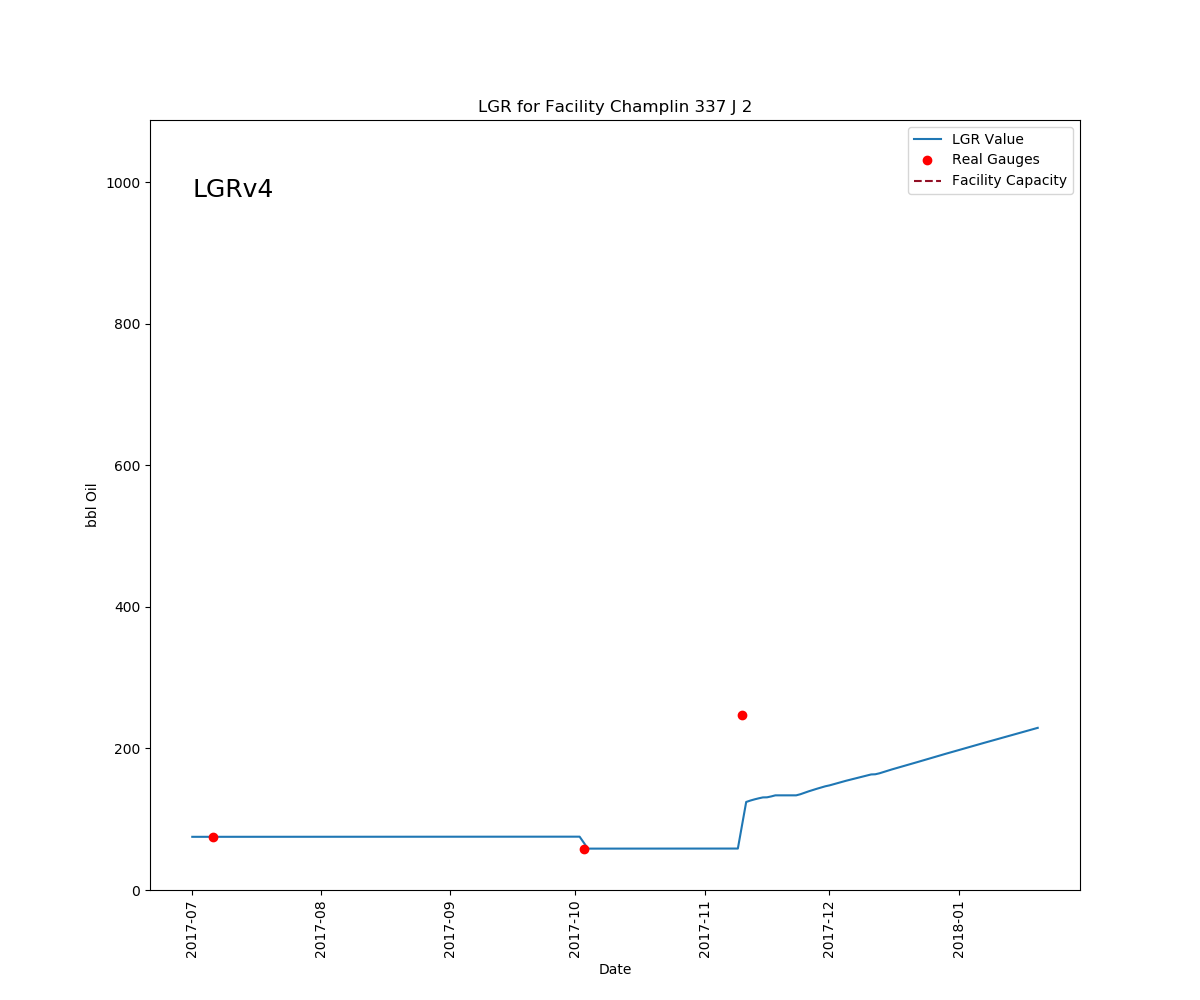 LGR for Facility Champlin 337 J 2
LGRv4
LGR Value
Real Gauges
Facility Capacity
1000
800
600
400
200
0
bbl Oil
2017-07
2017-08
2017-09
2017-10
2017-11
2017-12
2018-01
Date